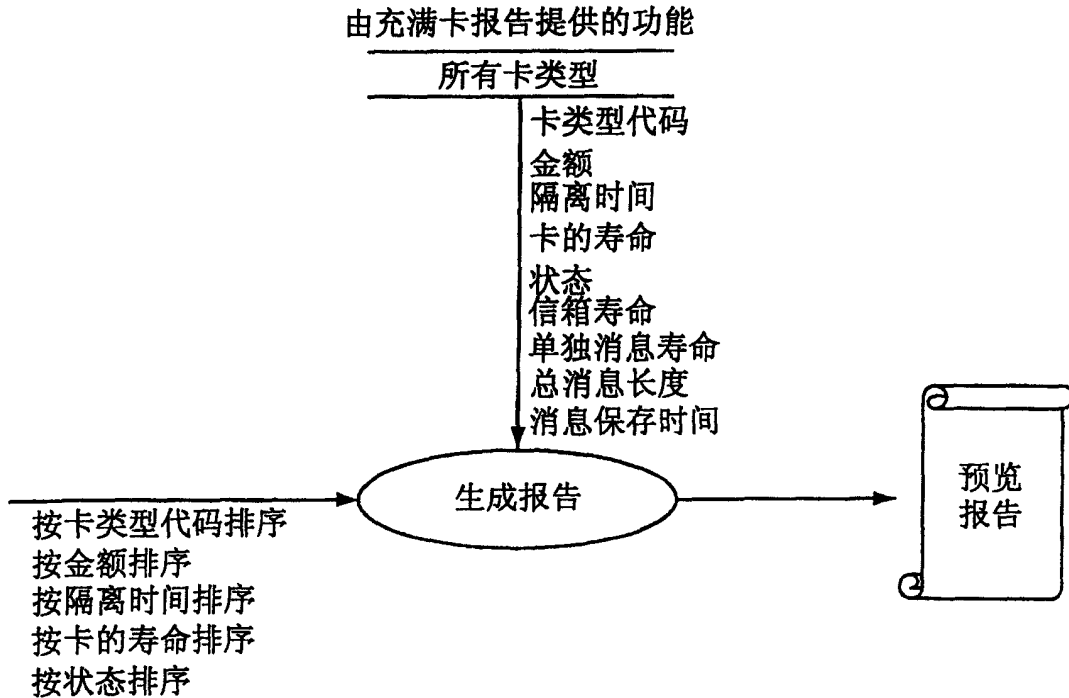 由充满卡报告提供的功能
所有卡类型
卡类型代码
金额
隔离时间
卡的寿命
状态
信箱寿命
单独消息寿命
总消息长度
消息保存时间
生成报告
预览
报告
按卡类型代码排序
按金额排序
按隔离时间排序
按卡的寿命排序
按状态排序